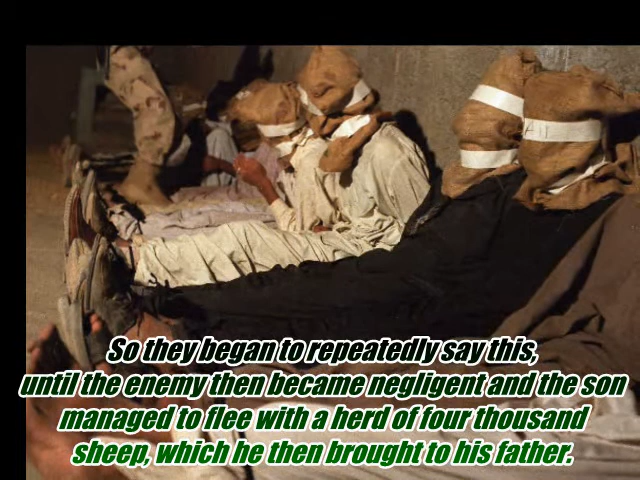 So they began to repeatedly say this,
until the enemy then became negligent and the son
managed to flee with a herd of four thousand
sheep, which he then brought to his father.